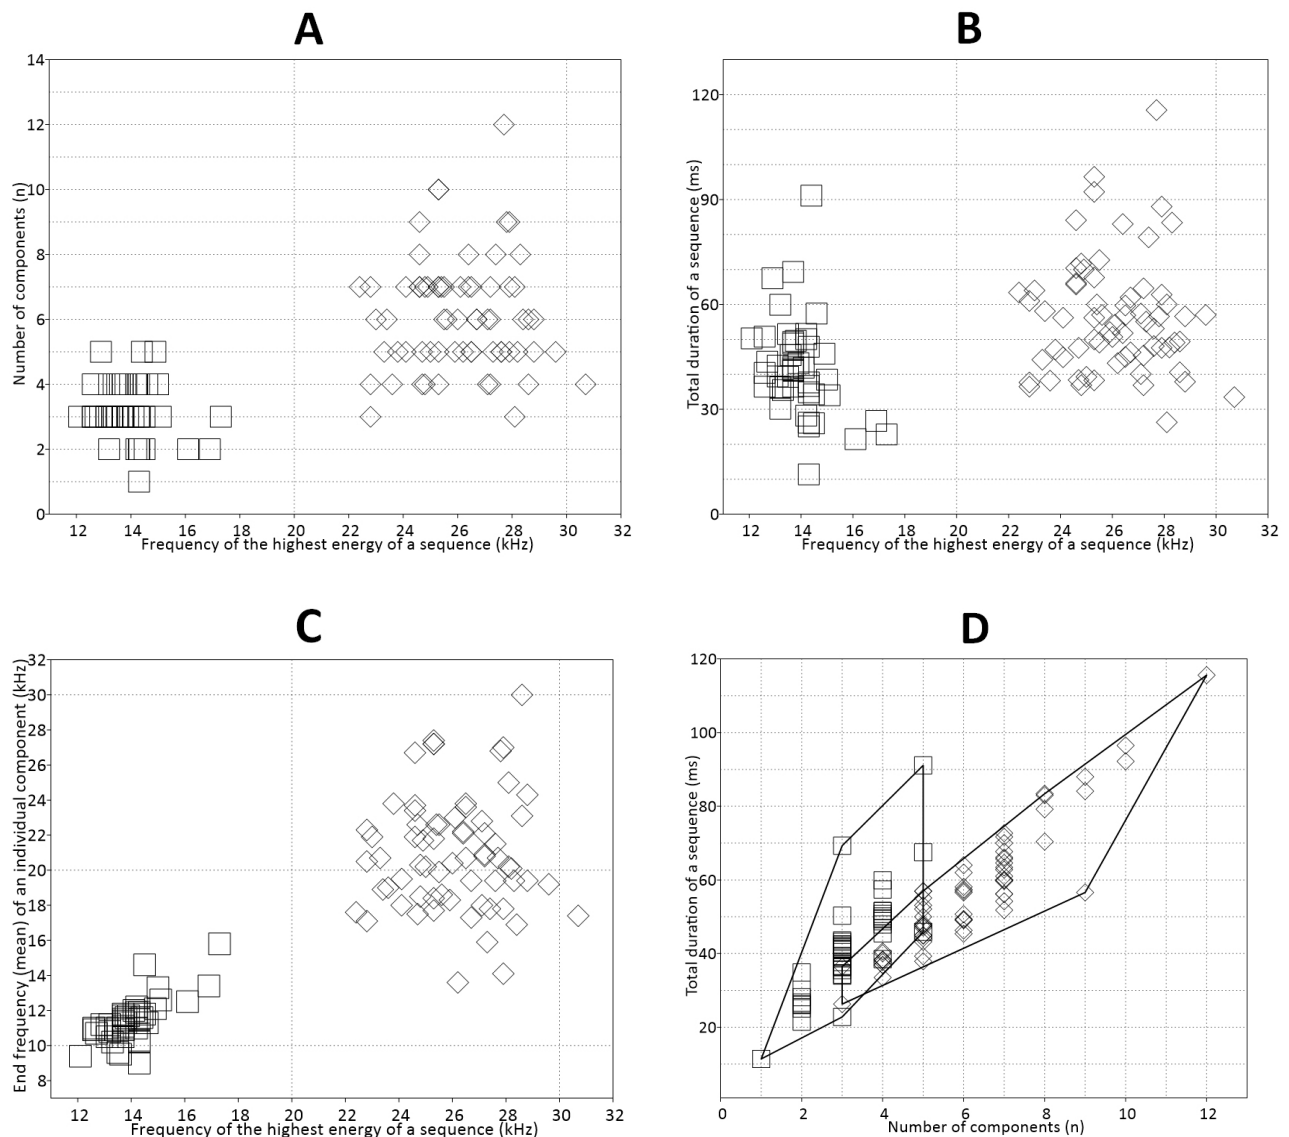 A
14
12
10
8
6
4
2
0
Number of components (n)
12 14 16 18 20 22 24 26 28 30 32
Frequency of the highest energy of a sequence (kHz)
B
120
90
60
30
0
Total duration of a sequence (ms)
12 14 16 18 20 22 24 26 28 30 32
Frequency of the highest energy of a sequence (kHz)
C
32
30
28
26
24
22
20
18
16
14
12
10
8
End frequency (mean) of an individual component (kHz)
12 14 16 18 20 22 24 26 28 30 32
Frequency of the highest energy of a sequence (kHz)
D
120
100
80
60
40
20
Total duration of a sequence (ms)
0 2 4 6 8 10 12
Number of components (n)